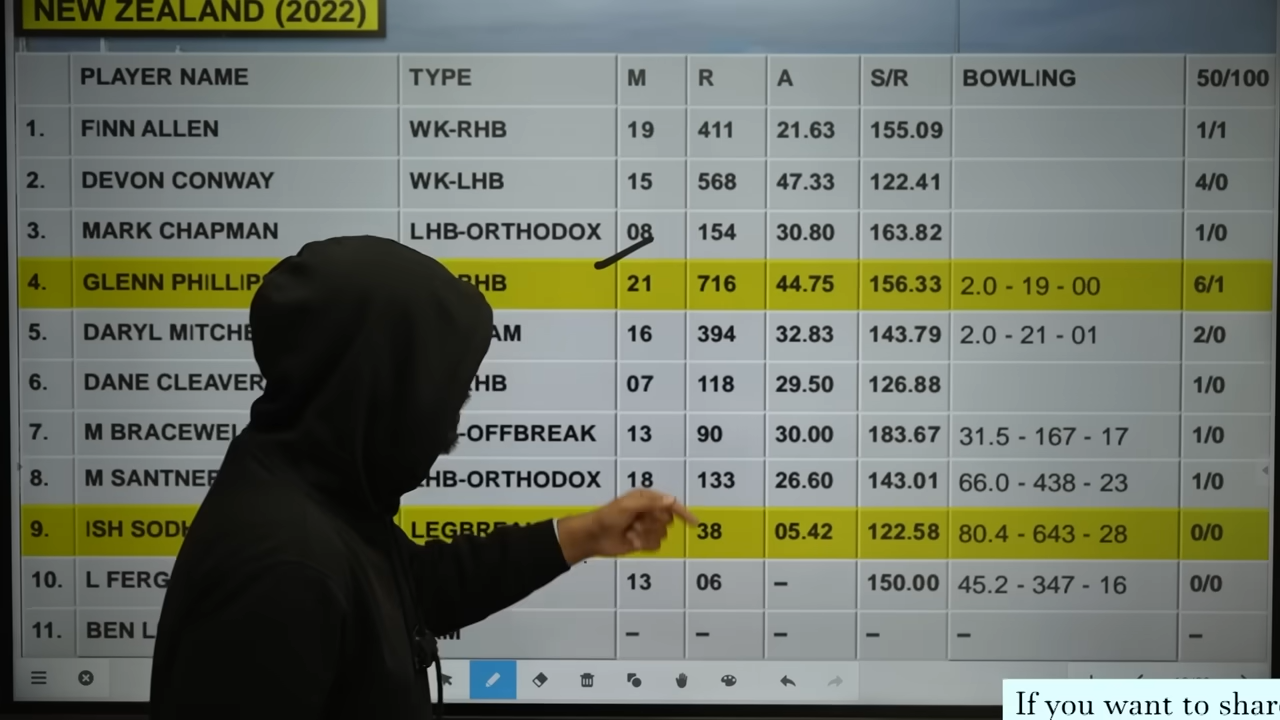 NEW ZEALAND (2022)
PLAYER NAME TYPE M R A S/R BOWLING 50/100
1. FINN ALLEN WK-RHB 19 411 21.63 155.09 1/1
2. DEVON CONWAY WK-LHB 15 568 47.33 122.41 4/0
3. MARK CHAPMAN LHB-ORTHODOX 08 154 30.80 163.82 1/0
4. GLENN PHILLIPS RHB 21 716 44.75 156.33 2.0 - 19 - 00 6/1
5. DARYL MITCHE AM 16 394 32.83 143.79 2.0 - 21 - 01 2/0
6. DANE CLEAVER HB 07 118 29.50 126.88 1/0
7. M BRACEWEL -OFFBREAK 13 90 30.00 183.67 31.5 - 167 - 17 1/0
8. M SANTNER LHB-ORTHODOX 18 133 26.60 143.01 66.0 - 438 - 23 1/0
9. ISH SODH LEGBREA 38 05.42 122.58 80.4 - 643 - 28 0/0
10. L FERG 13 06 – 150.00 45.2 - 347 - 16 0/0
11. BEN L – – – – – –
If you want to shar